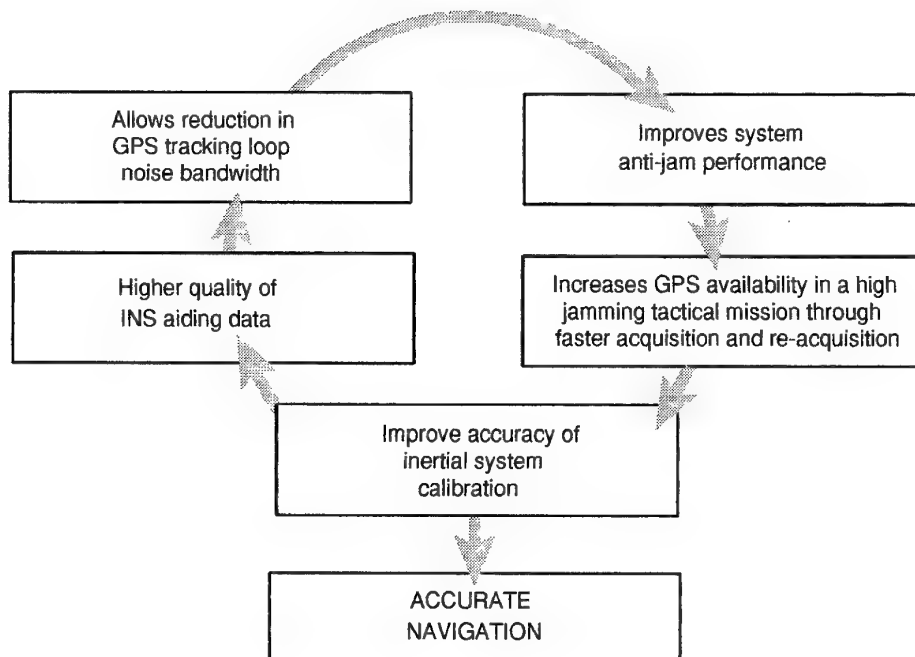 Allows reduction in
GPS tracking loop
noise bandwidth
Improves system
anti-jam performance
Higher quality of
INS aiding data
Increases GPS availability in a high
jamming tactical mission through
faster acquisition and re-acquisition
Improve accuracy of
inertial system
calibration
ACCURATE
NAVIGATION